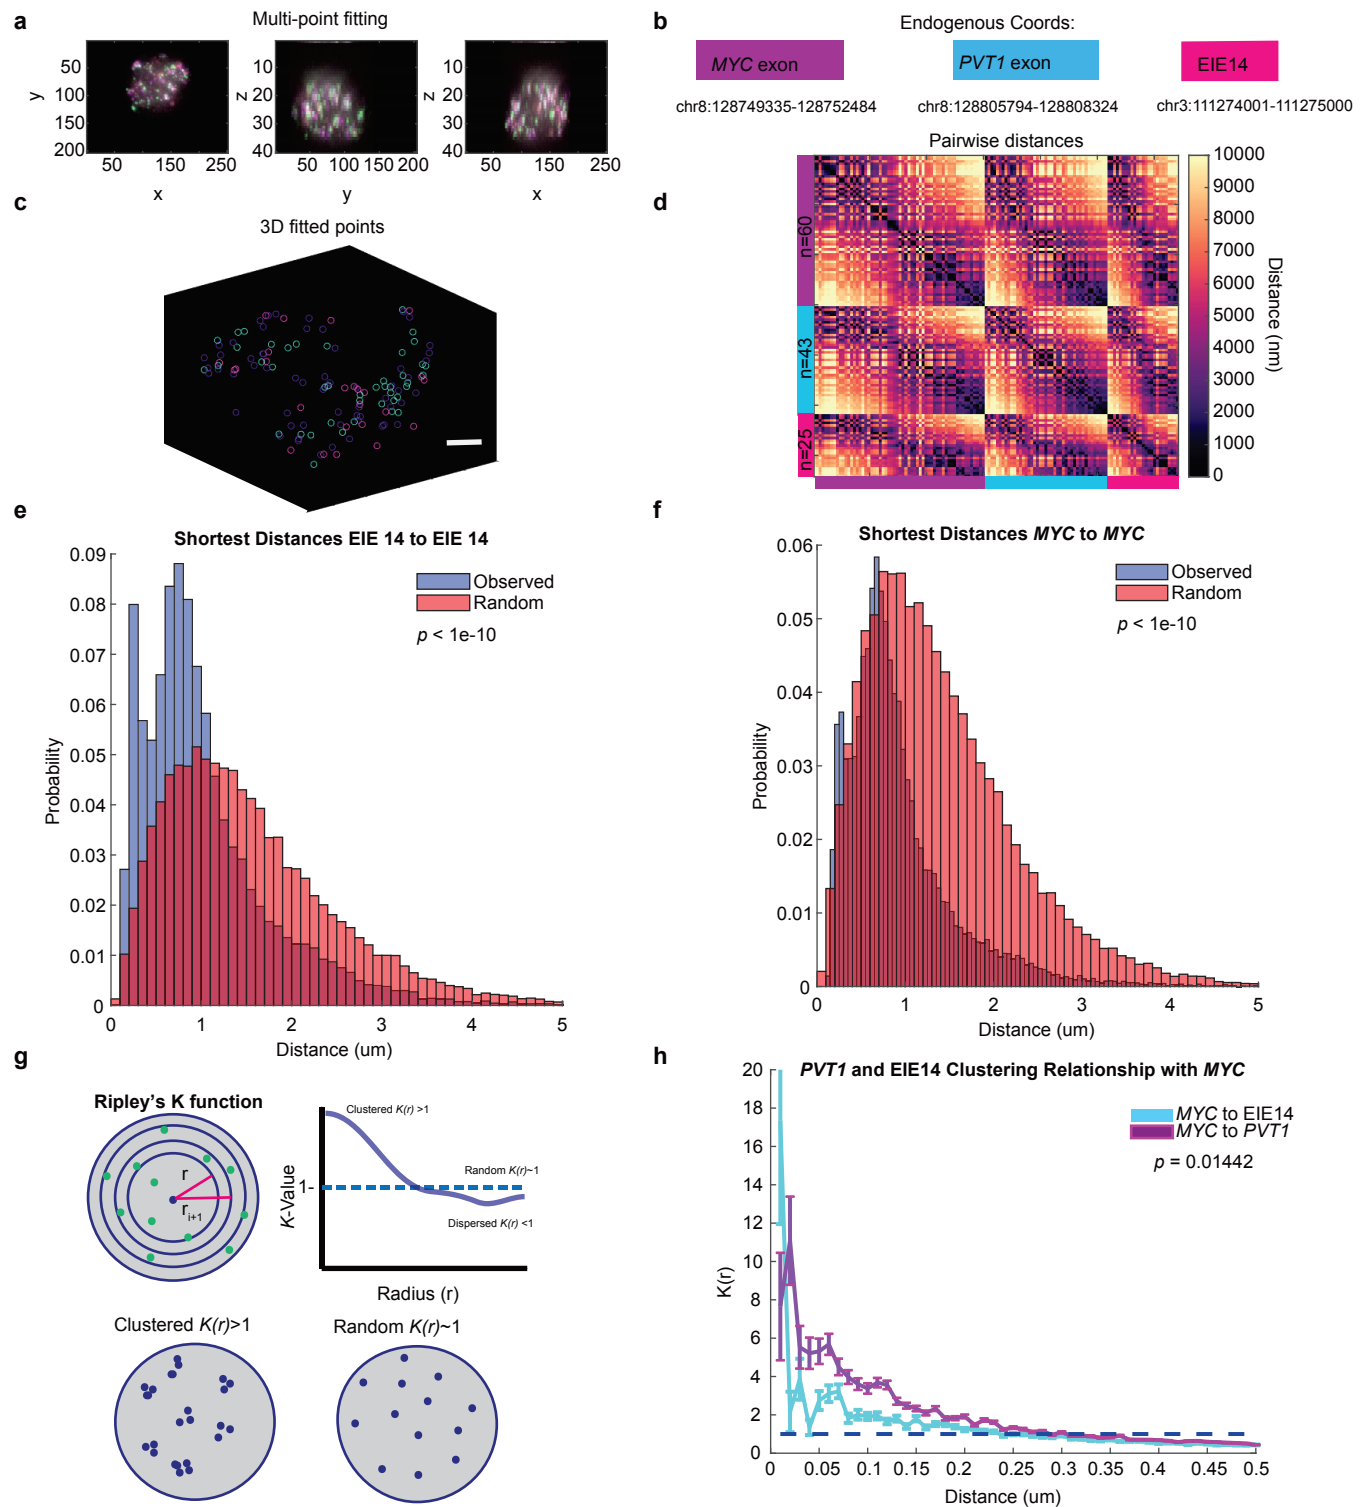 a
Multi-point fitting
50
100
150
200
y
50
150
250
x
10
20
30
40
z
50
100
150
200
y
10
20
30
40
z
50
150
250
x
b
Endogenous Coords:
MYC exon
PVT1 exon
EIE14
chr8:128749335-128752484
chr8:128805794-128808324
chr3:111274001-111275000
c
3D fitted points
d
Pairwise distances
n=60
n=43
n=25
10000
9000
8000
7000
6000
5000
4000
3000
2000
1000
0
Distance (nm)
e
Shortest Distances EIE 14 to EIE 14
Observed
Random
p < 1e-10
0.09
0.08
0.07
0.06
0.05
0.04
0.03
0.02
0.01
0
Probability
0
1
2
3
4
5
Distance (um)
f
Shortest Distances MYC to MYC
Observed
Random
p < 1e-10
0.06
0.05
0.04
0.03
0.02
0.01
0
Probability
0
1
2
3
4
5
Distance (um)
g
Ripley's K function
r
ri+1
K-Value
1-
Clustered K(r) >1
Random K(r)~1
Dispersed K(r) <1
Radius (r)
Clustered K(r)>1
Random K(r)~1
h
PVT1 and EIE14 Clustering Relationship with MYC
MYC to EIE14
MYC to PVT1
p = 0.01442
20
18
16
14
12
10
8
6
4
2
0
K(r)
0
0.05
0.1
0.15
0.2
0.25
0.3
0.35
0.4
0.45
0.5
Distance (um)